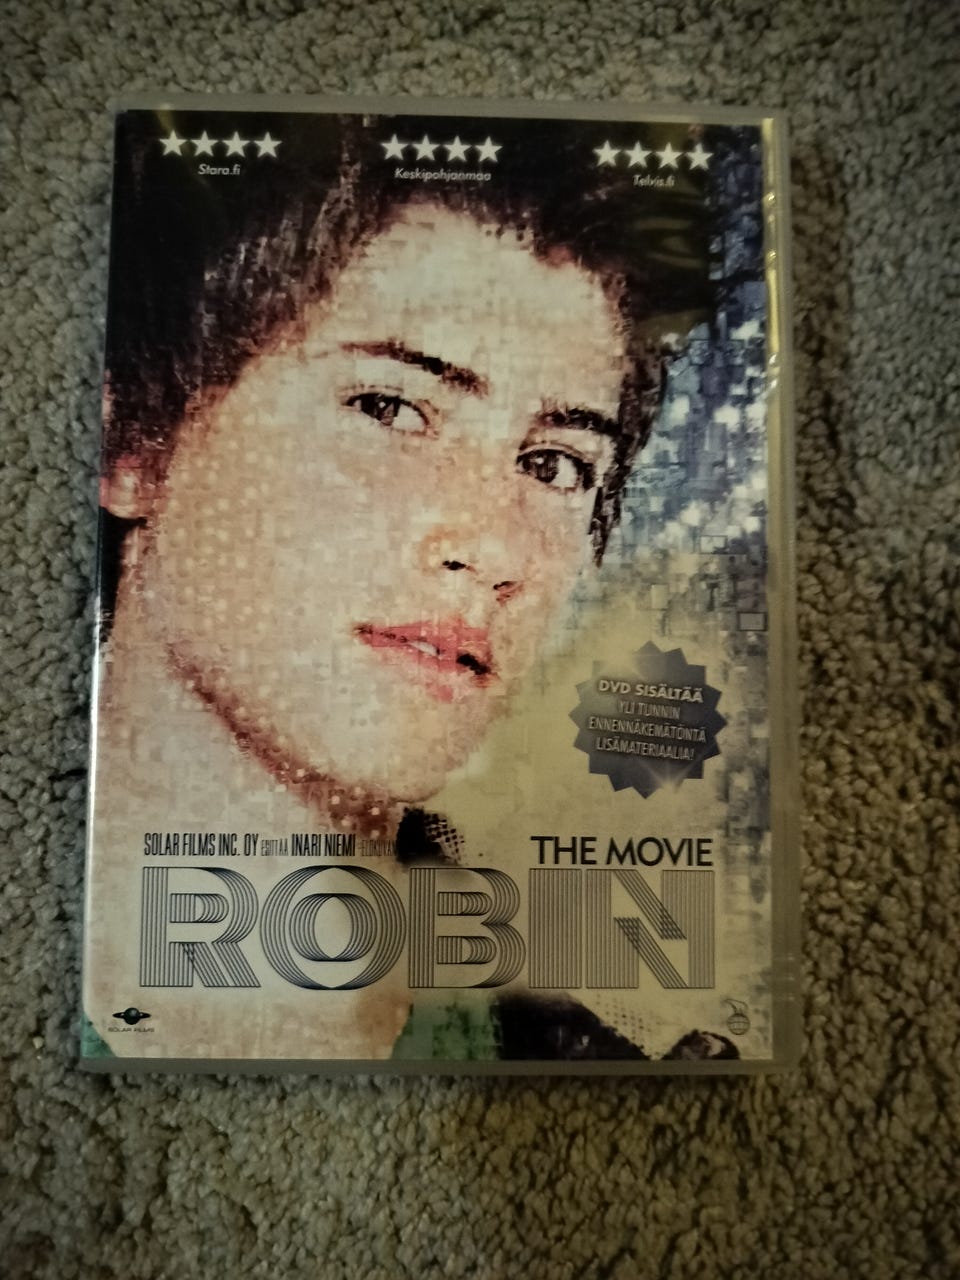 ★★★★ ★★★★ ★★★★
Stara.fi Keskipohjanmaa Telvis.fi
DVD SISÄLTÄÄ
YLI TUNNIN
ENNENNÄKEMÄTÖNTÄ
LISÄMATERIAALIA!
SOLAR FILMS INC. OY ESITTÄÄ INARI NIEMI -ELOKUVAN
THE MOVIE
ROBIN
SOLAR FILMS